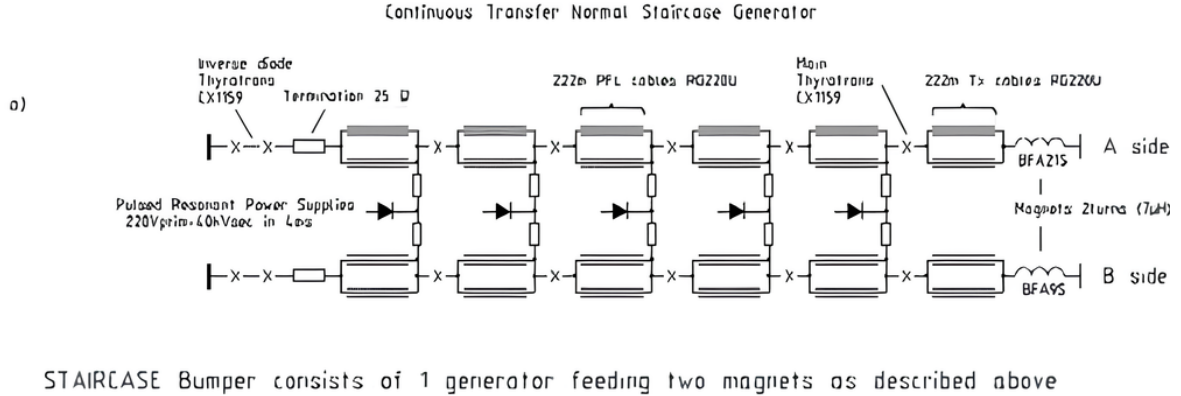 Continuous Transfer Normal Staircase Generator
a)
Inverse diode
Thyratrons
CX1159
Termination 25 Ω
222m PFL cables RG220U
Main
Thyratrons
CX1159
222m Tx cables RG220U
A side
BFA21S
Pulsed Resonant Power Supplies
220Vprim. 40kVsec in 4ms
Magnets 2turns (7µH)
B side
BFA9S
STAIRCASE Bumper consists of 1 generator feeding two magnets as described above